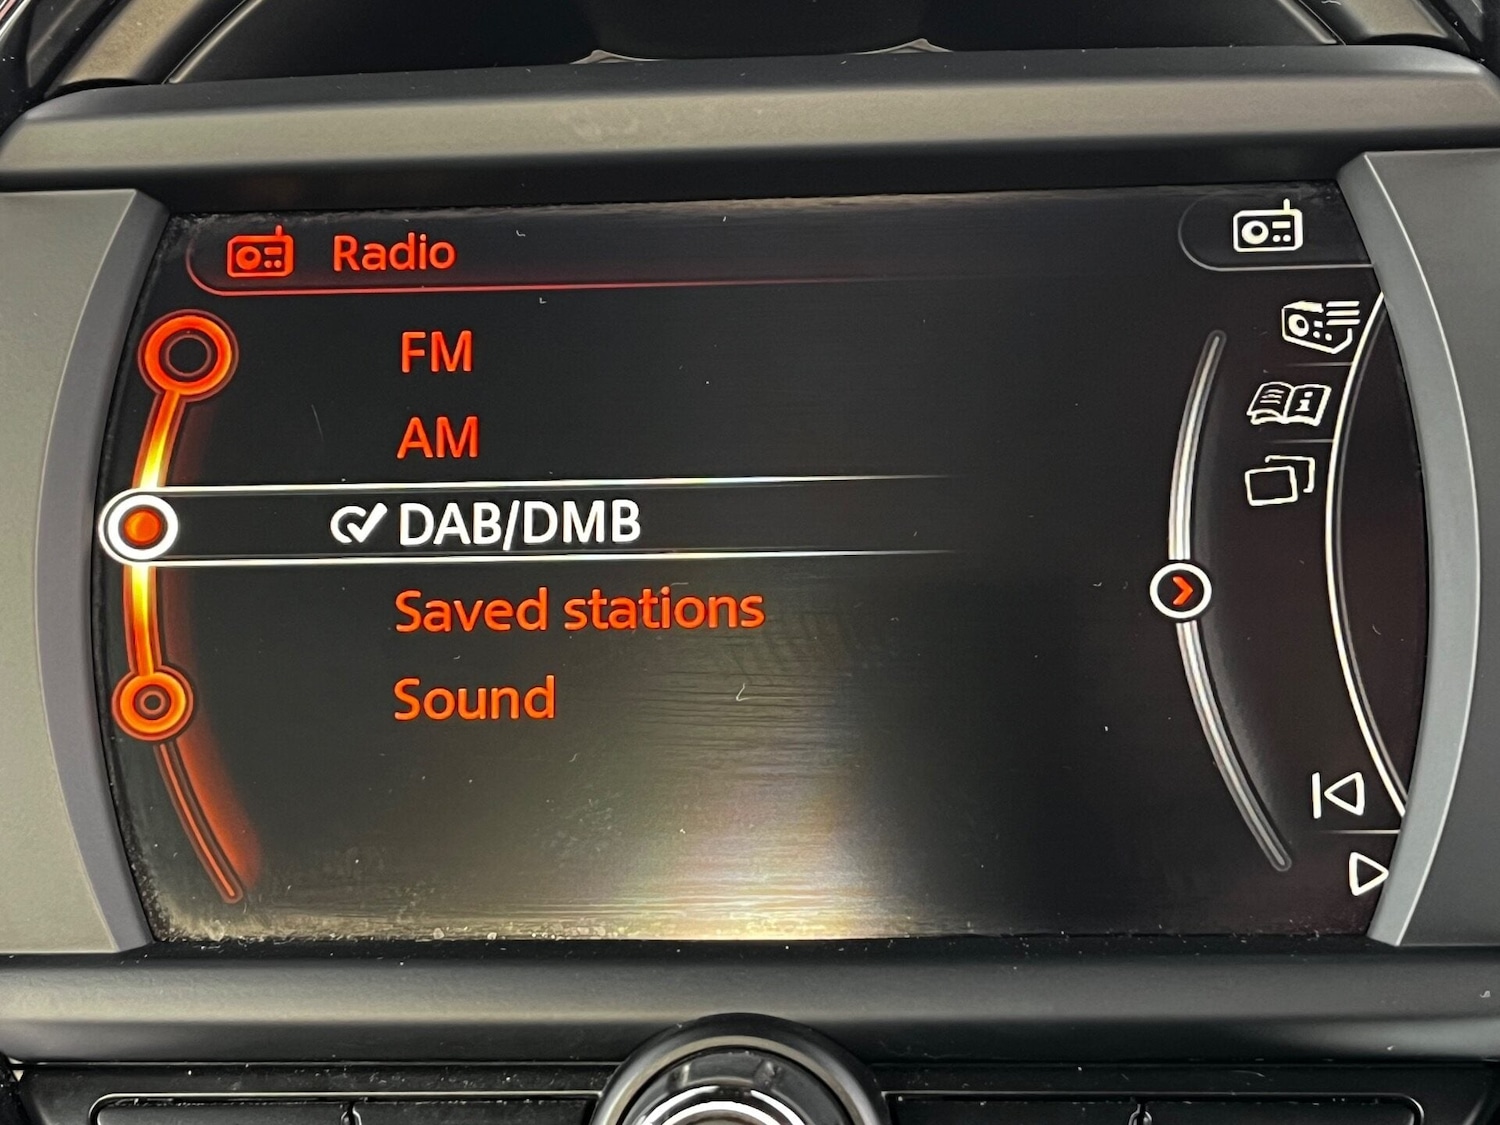 Radio
FM
AM
DAB/DMB
Saved stations
Sound